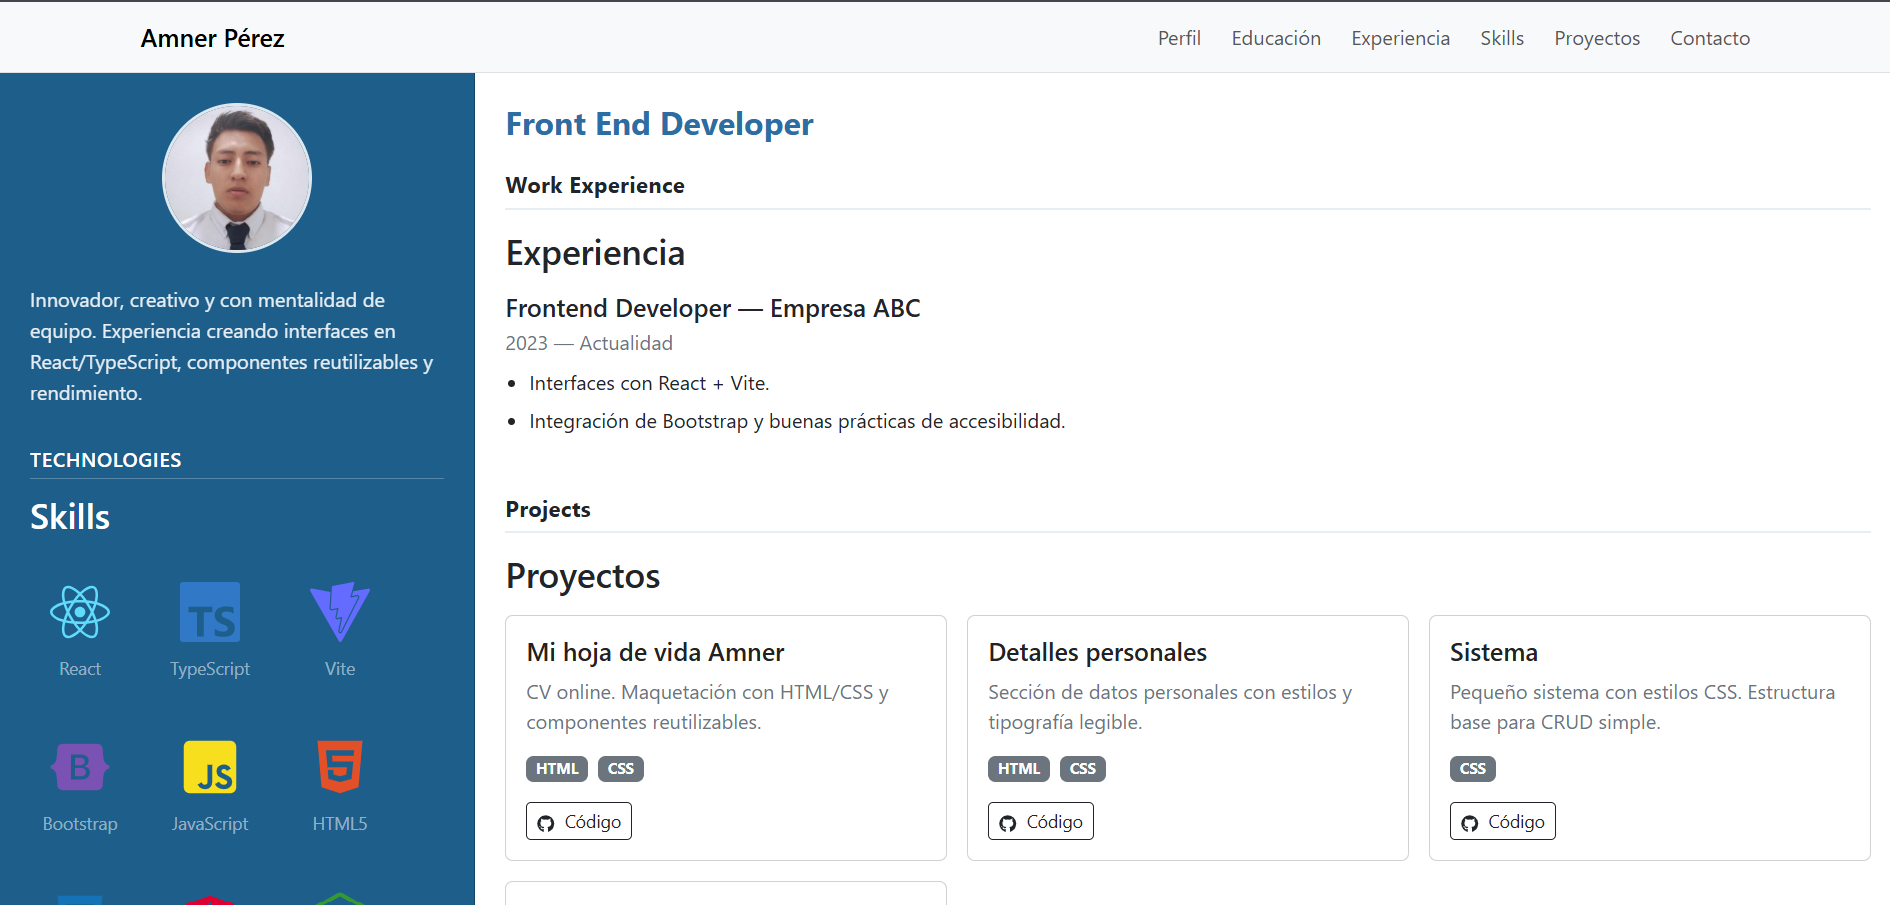 Amner Pérez
Perfil Educación Experiencia Skills Proyectos Contacto
Innovador, creativo y con mentalidad de
equipo. Experiencia creando interfaces en
React/TypeScript, componentes reutilizables y
rendimiento.
TECHNOLOGIES
Skills
TS
React TypeScript Vite
B JS 5
Bootstrap JavaScript HTML5
Front End Developer
Work Experience
Experiencia
Frontend Developer — Empresa ABC
2023 — Actualidad
• Interfaces con React + Vite.
• Integración de Bootstrap y buenas prácticas de accesibilidad.
Projects
Proyectos
Mi hoja de vida Amner
CV online. Maquetación con HTML/CSS y
componentes reutilizables.
HTML CSS
Código
Detalles personales
Sección de datos personales con estilos y
tipografía legible.
HTML CSS
Código
Sistema
Pequeño sistema con estilos CSS. Estructura
base para CRUD simple.
CSS
Código